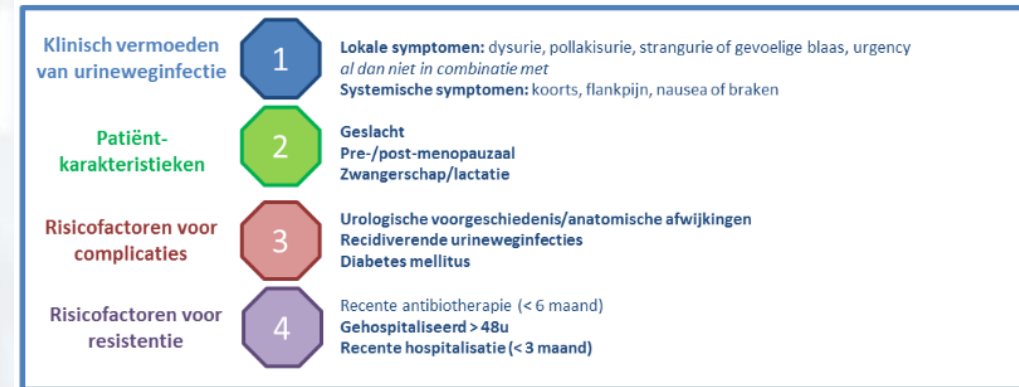 Klinisch vermoeden
van urineweginfectie
1
Lokale symptomen: dysurie, pollakisurie, strangurie of gevoelige blaas, urgency
al dan niet in combinatie met
Systemische symptomen: koorts, flankpijn, nausea of braken
Patiënt-
karakteristieken
2
Geslacht
Pre-/post-menopauzaal
Zwangerschap/lactatie
Risicofactoren voor
complicaties
3
Urologische voorgeschiedenis/anatomische afwijkingen
Recidiverende urineweginfecties
Diabetes mellitus
Risicofactoren voor
resistentie
4
Recente antibiotherapie (< 6 maand)
Gehospitaliseerd > 48u
Recente hospitalisatie (< 3 maand)